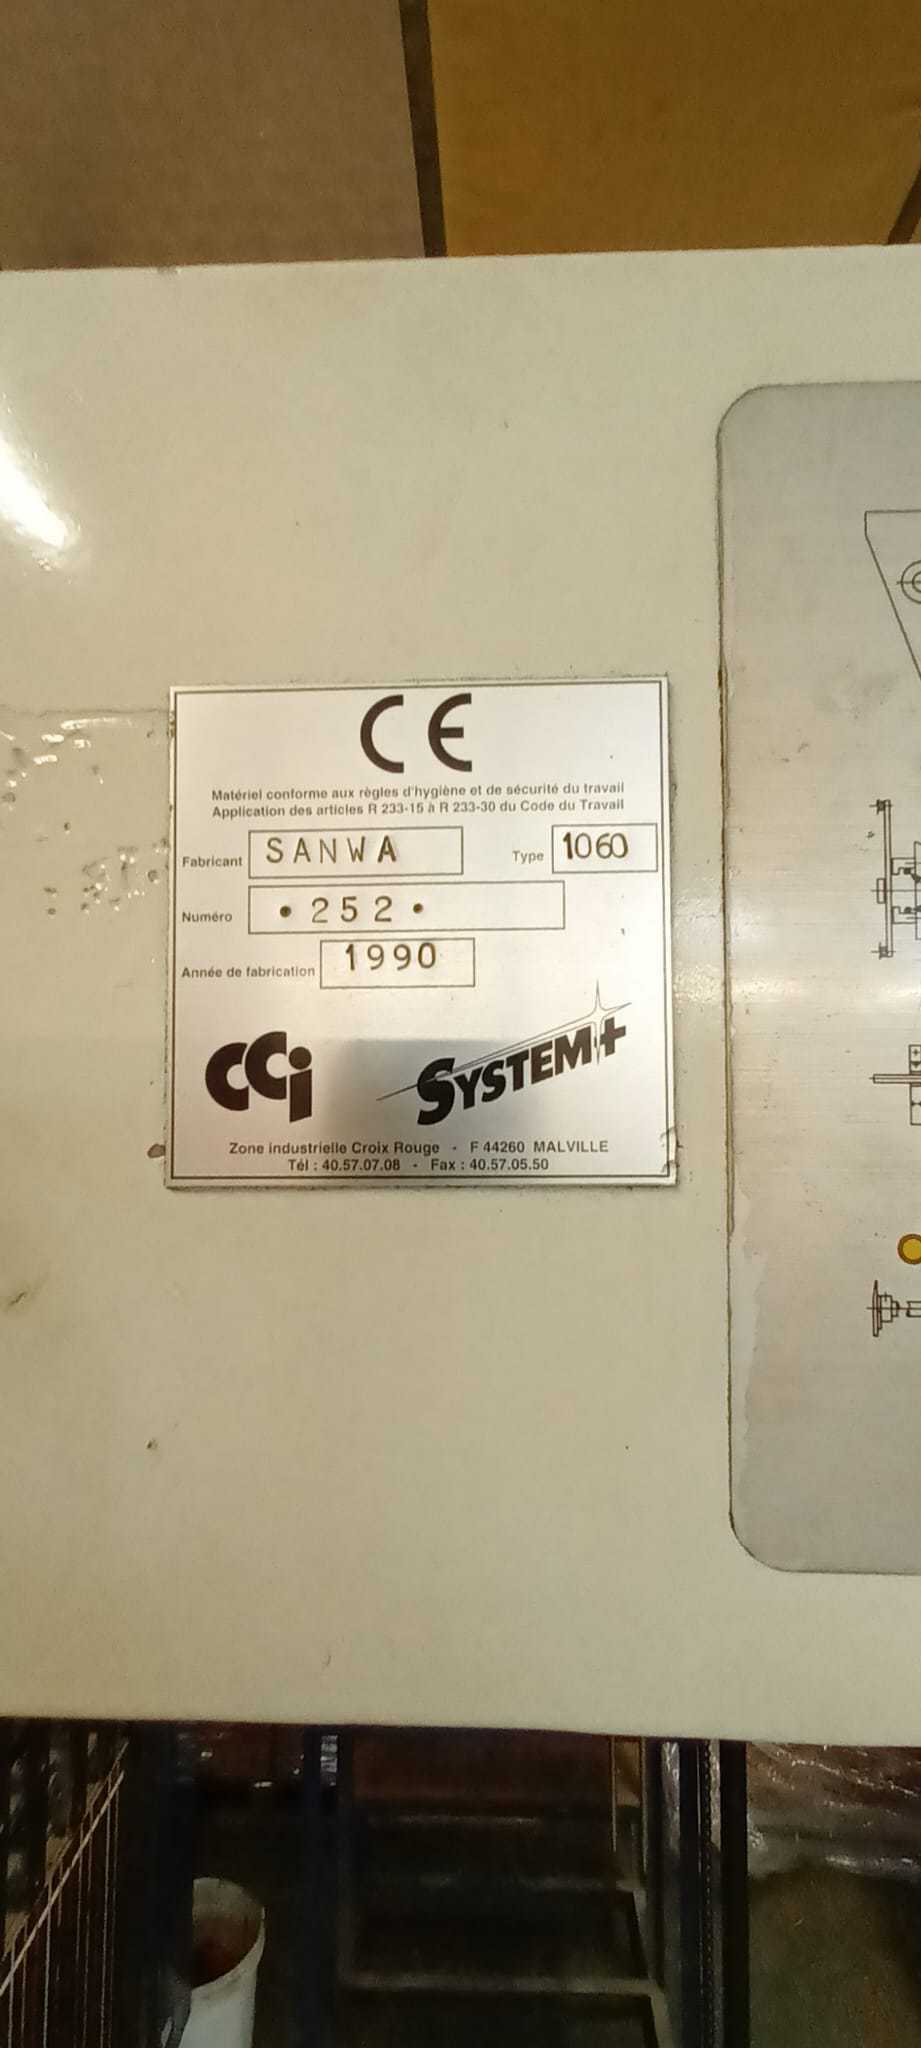 CE
Matériel conforme aux règles d'hygiène et de sécurité du travail
Application des articles R 233-15 à R 233-30 du Code du Travail
Fabricant SANWA Type 1060
Numéro • 252 •
Année de fabrication 1990
CCi SYSTEM+
Zone industrielle Croix Rouge - F 44260 MALVILLE
Tél : 40.57.07.08 - Fax : 40.57.05.50